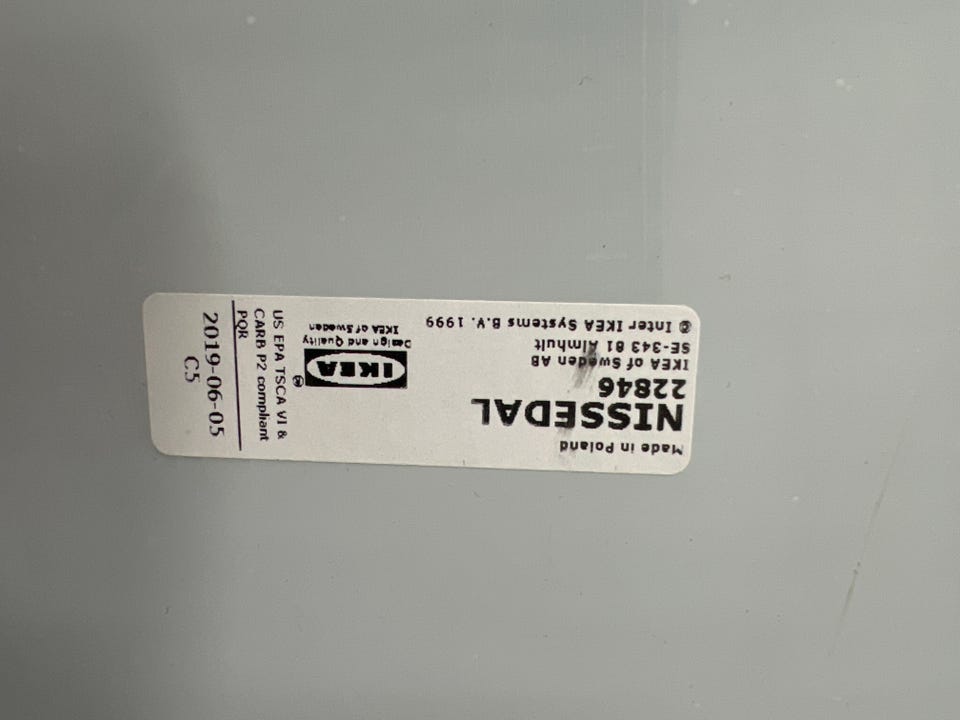 Made in Poland
NISSEDAL
22846
IKEA of Sweden AB
SE-343 81 Älmhult
© Inter IKEA Systems B.V. 1999
IKEA
®
Design and Quality
IKEA of Sweden
US EPA TSCA VI &
CARB P2 compliant
PQR
2019-06-05
C5